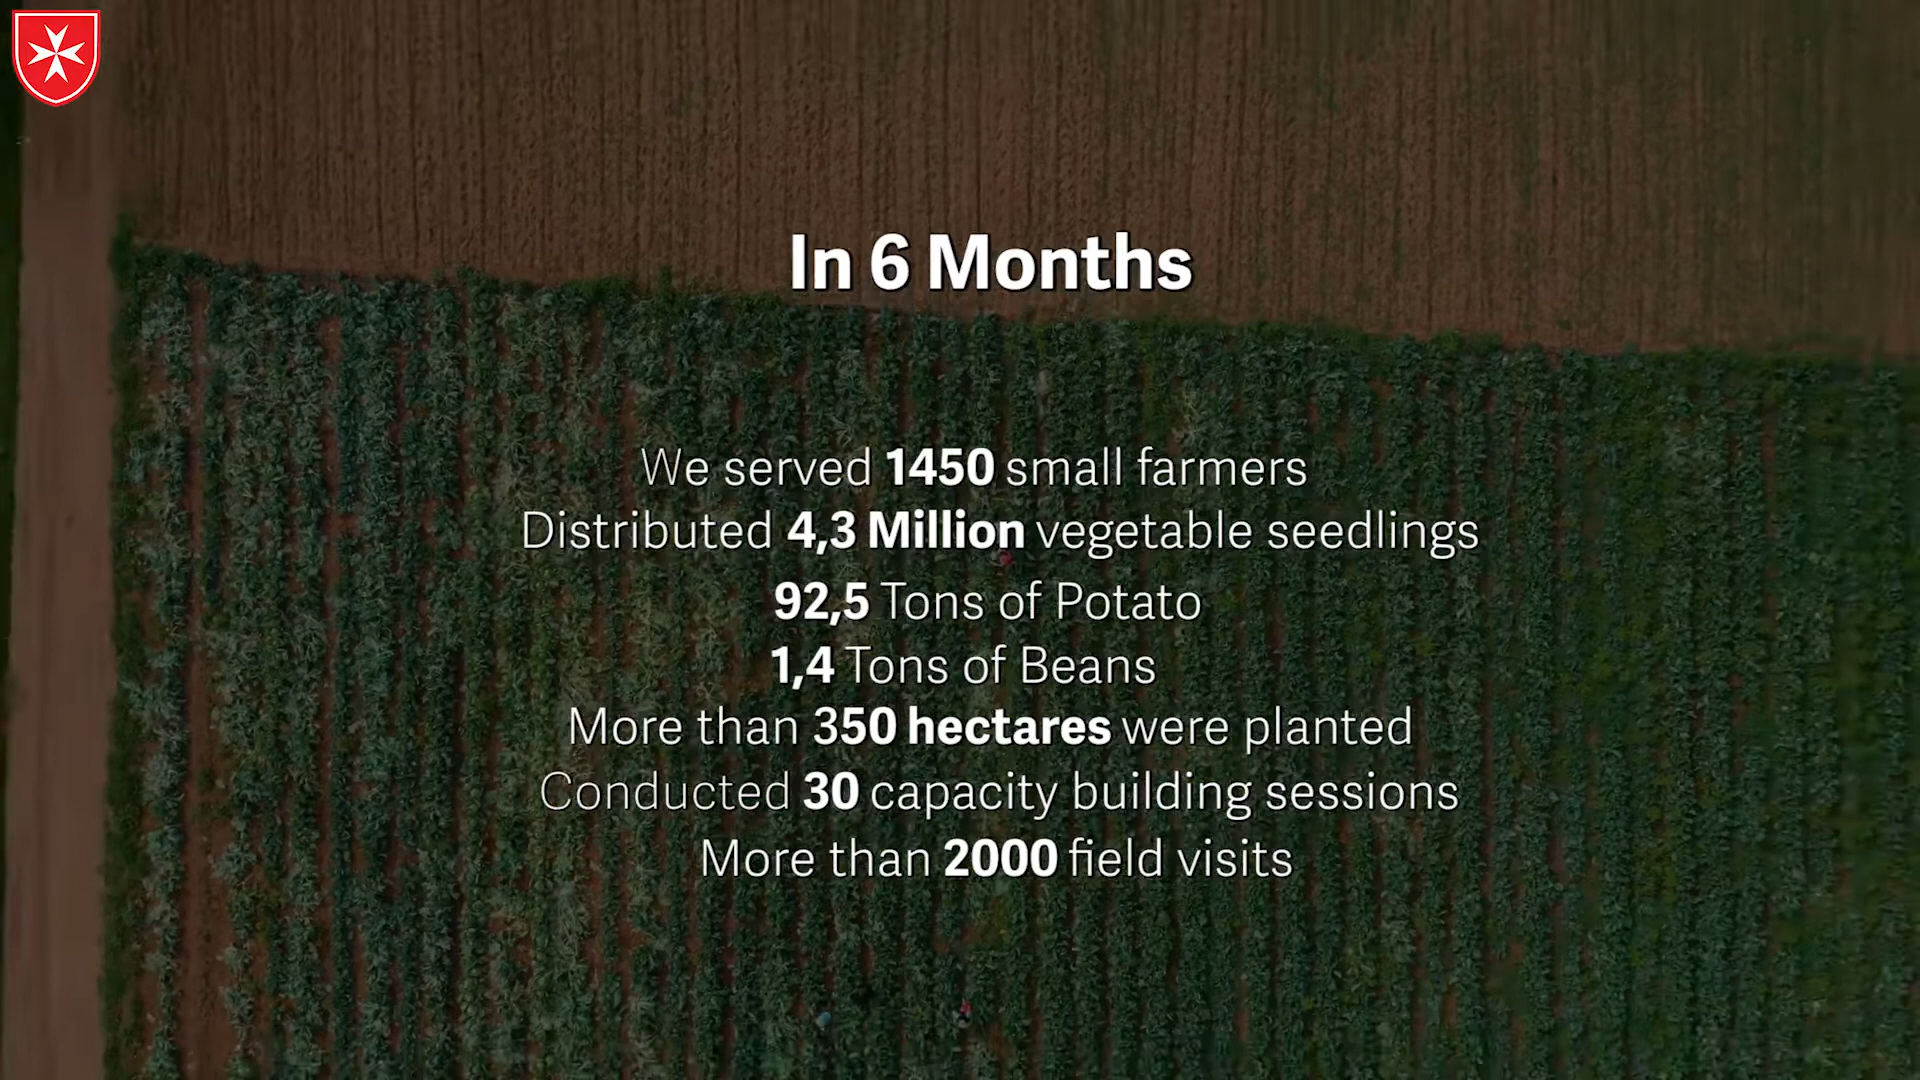 In 6 Months
We served 1450 small farmers
Distributed 4,3 Million vegetable seedlings
92,5 Tons of Potato
1,4 Tons of Beans
More than 350 hectares were planted
Conducted 30 capacity building sessions
More than 2000 field visits